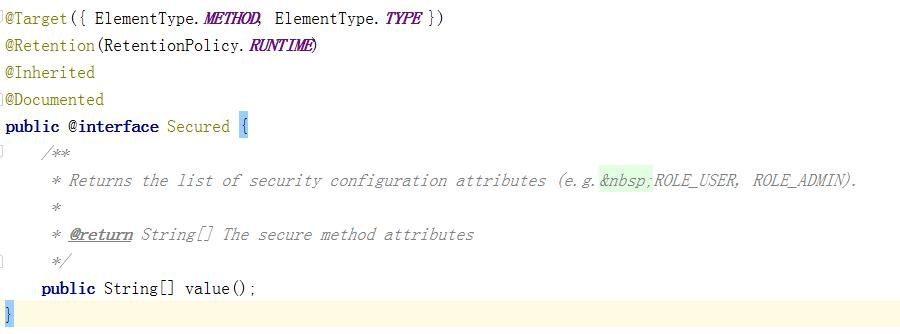 @Target({ ElementType.METHOD, ElementType.TYPE })
@Retention(RetentionPolicy.RUNTIME)
@Inherited
@Documented
public @interface Secured {
    /**
     * Returns the list of security configuration attributes (e.g.&nbsp;ROLE_USER, ROLE_ADMIN).
     *
     * @return String[] The secure method attributes
     */
    public String[] value();
}